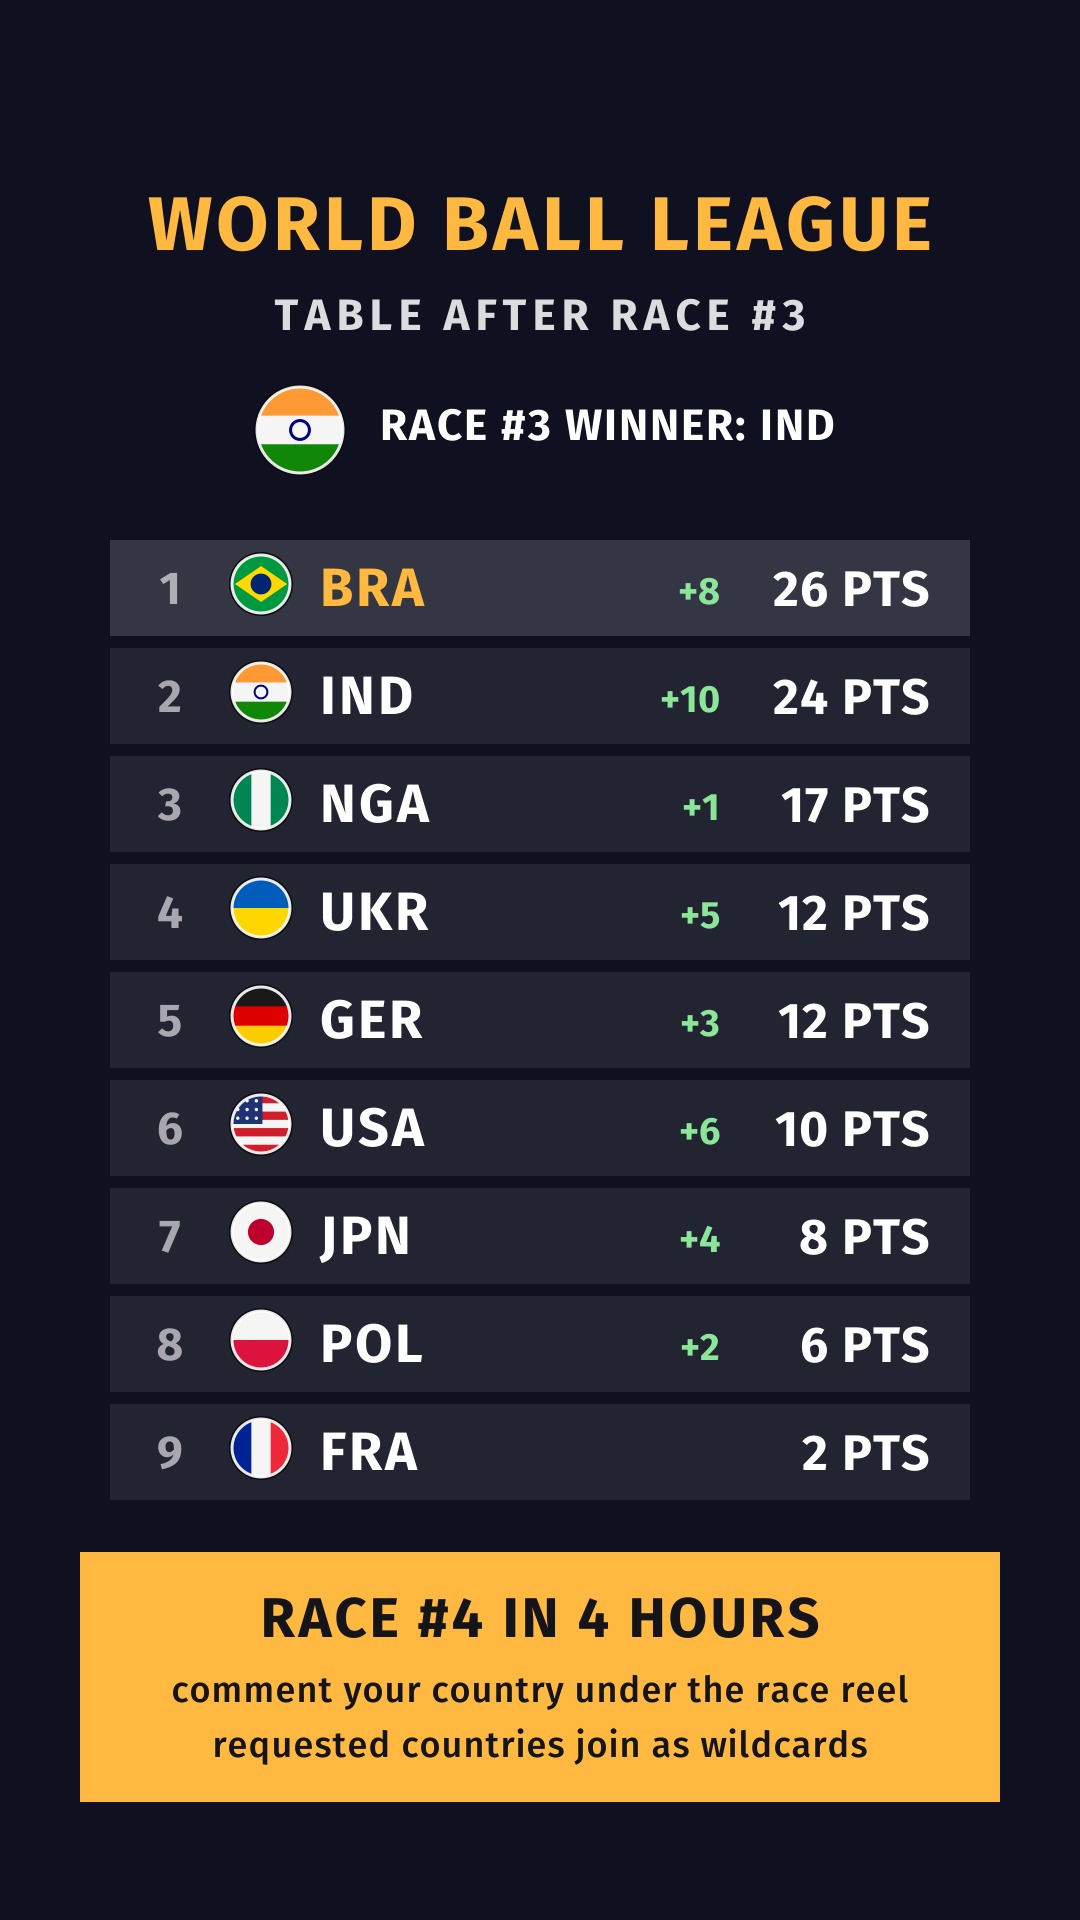 WORLD BALL LEAGUE
TABLE AFTER RACE #3
RACE #3 WINNER: IND
1 BRA +8 26 PTS
2 IND +10 24 PTS
3 NGA +1 17 PTS
4 UKR +5 12 PTS
5 GER +3 12 PTS
6 USA +6 10 PTS
7 JPN +4 8 PTS
8 POL +2 6 PTS
9 FRA 2 PTS
RACE #4 IN 4 HOURS
comment your country under the race reel
requested countries join as wildcards